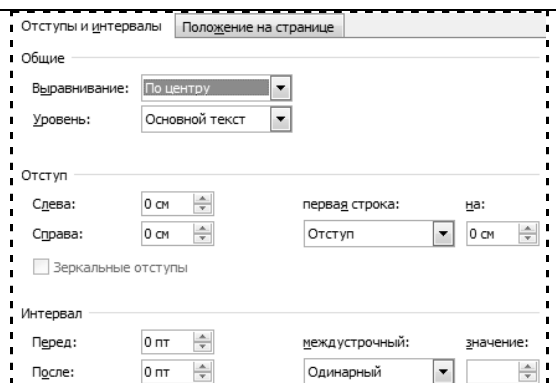 Отступы и интервалы Положение на странице
Общие
Выравнивание: По центру
Уровень: Основной текст
Отступ
Слева: 0 см первая строка: на:
Справа: 0 см Отступ 0 см
Зеркальные отступы
Интервал
Перед: 0 пт междустрочный: значение:
После: 0 пт Одинарный